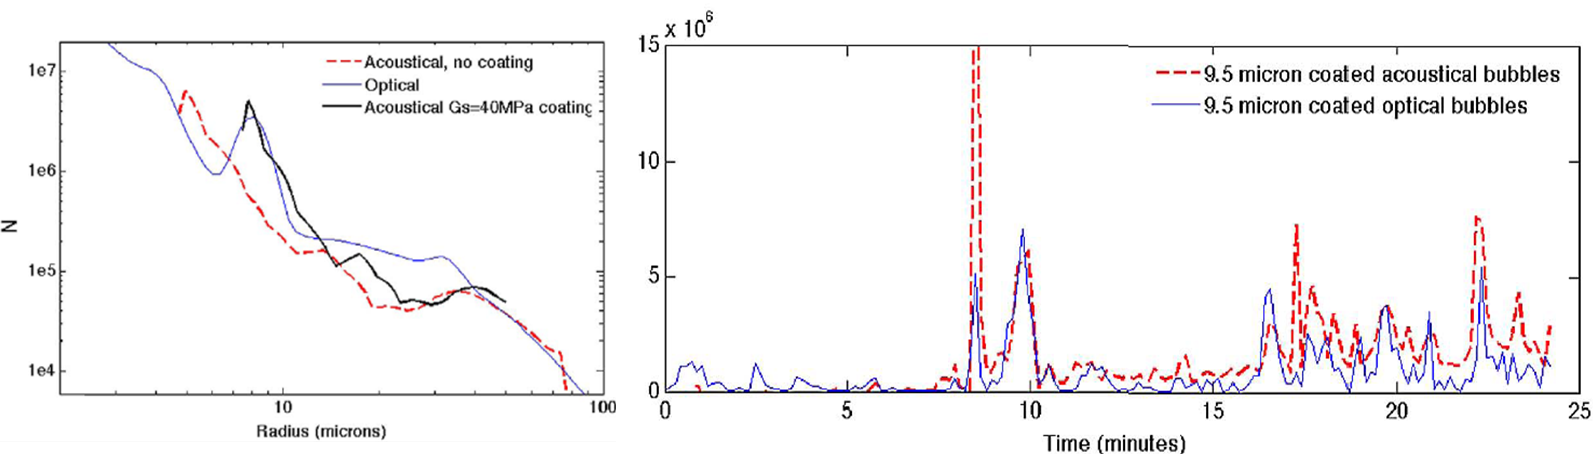 Acoustical, no coating
Optical
Acoustical Gs=40MPa coating
1e7
1e6
1e5
1e4
N
10
100
Radius (microns)
x 10^6
15
10
5
0
9.5 micron coated acoustical bubbles
9.5 micron coated optical bubbles
0
5
10
15
20
25
Time (minutes)